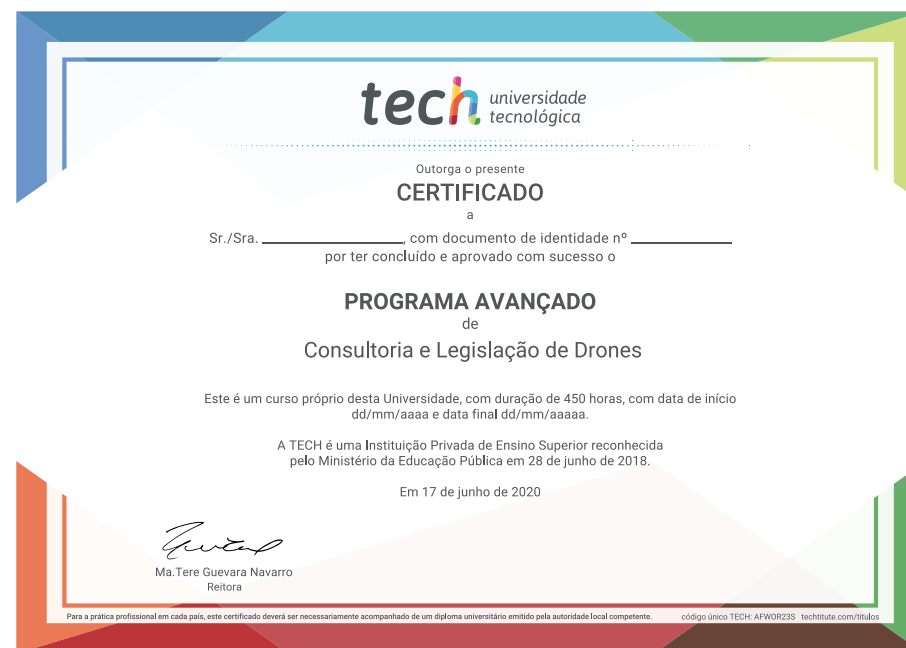 tech universidade
tecnológica
Outorga o presente
CERTIFICADO
a
Sr./Sra. ____________, com documento de identidade nº ____________
por ter concluído e aprovado com sucesso o
PROGRAMA AVANÇADO
de
Consultoria e Legislação de Drones
Este é um curso próprio desta Universidade, com duração de 450 horas, com data de início
dd/mm/aaaa e data final dd/mm/aaaaa.
A TECH é uma Instituição Privada de Ensino Superior reconhecida
pelo Ministério da Educação Pública em 28 de junho de 2018.
Em 17 de junho de 2020
Ma.Tere Guevara Navarro
Reitora
Para a prática profissional em cada país, este certificado deverá ser necessariamente acompanhado de um diploma universitário emitido pela autoridade local competente. código único TECH: AFWOR23S techtitute.com/titulos